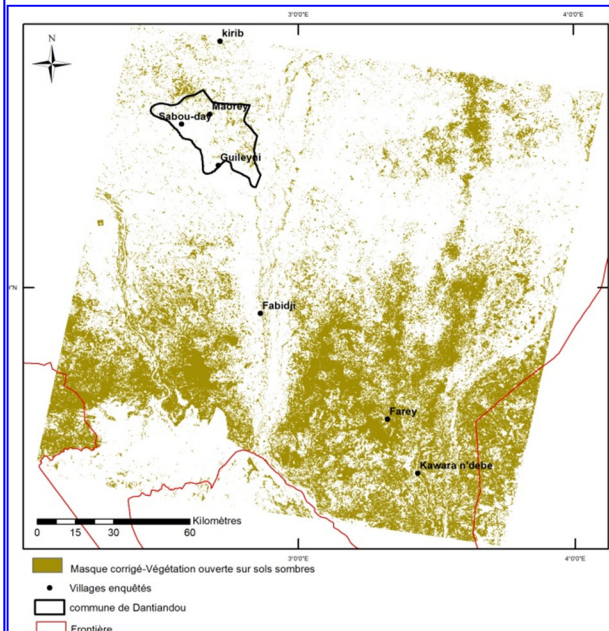 3°0'0"E 4°0'0"E
N
kirib
Maorey
Sabou-day
Guileyni
0'N
Fabidji
Farey
Kawara n'debe
Kilomètres
0 15 30 60
3°0'0"E 4°0'0"E
Masque corrigé-Végétation ouverte sur sols sombres
Villages enquêtés
commune de Dantiandou
Frontière